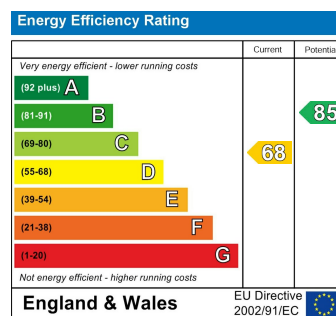 Energy Efficiency Rating
Current Potentia
Very energy efficient - lower running costs
(92 plus) A
(81-91) B
85
(69-80) C
68
(55-68) D
(39-54) E
(21-38) F
(1-20) G
Not energy efficient - higher running costs
England & Wales
EU Directive
2002/91/EC